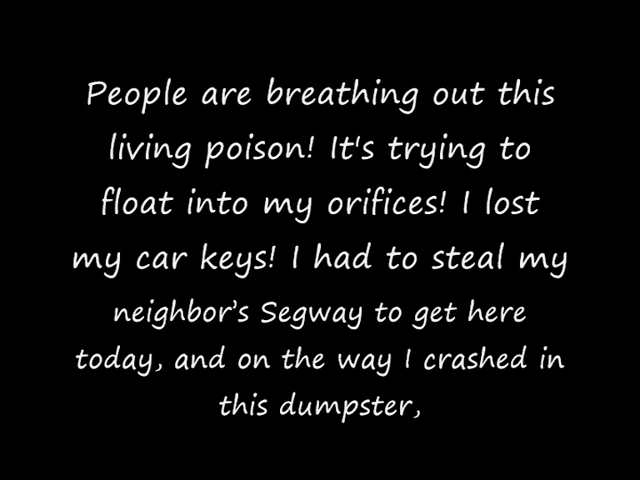 People are breathing out this
living poison! It's trying to
float into my orifices! I lost
my car keys! I had to steal my
neighbor’s Segway to get here
today, and on the way I crashed in
this dumpster,